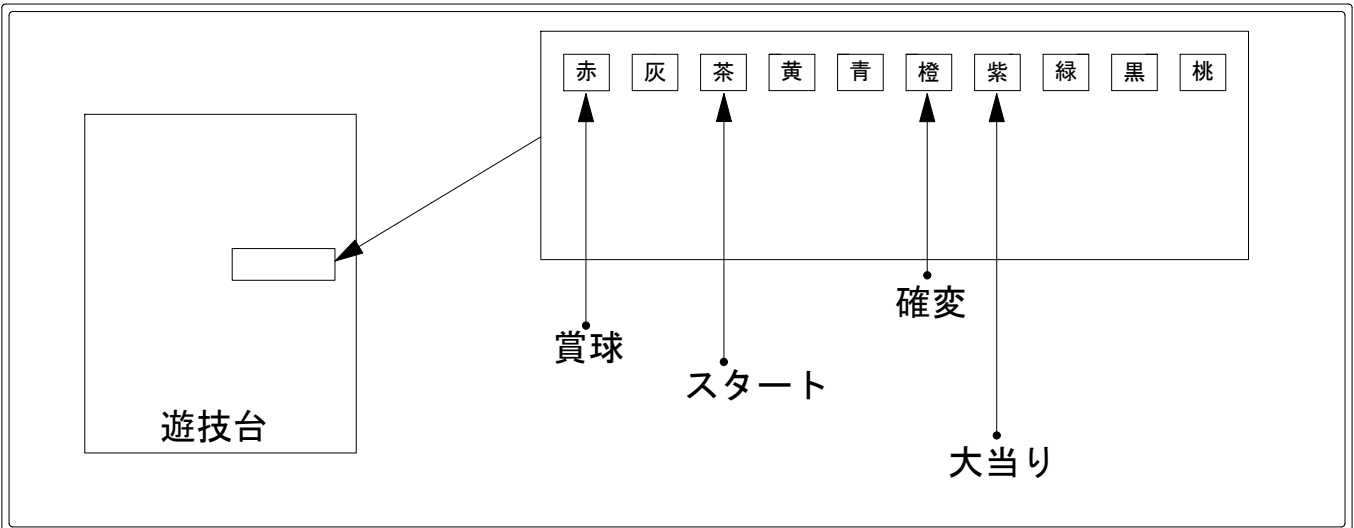 赤 灰 茶 黄 青 橙 紫 緑 黒 桃
確変
賞球
スタート
遊技台
大当り